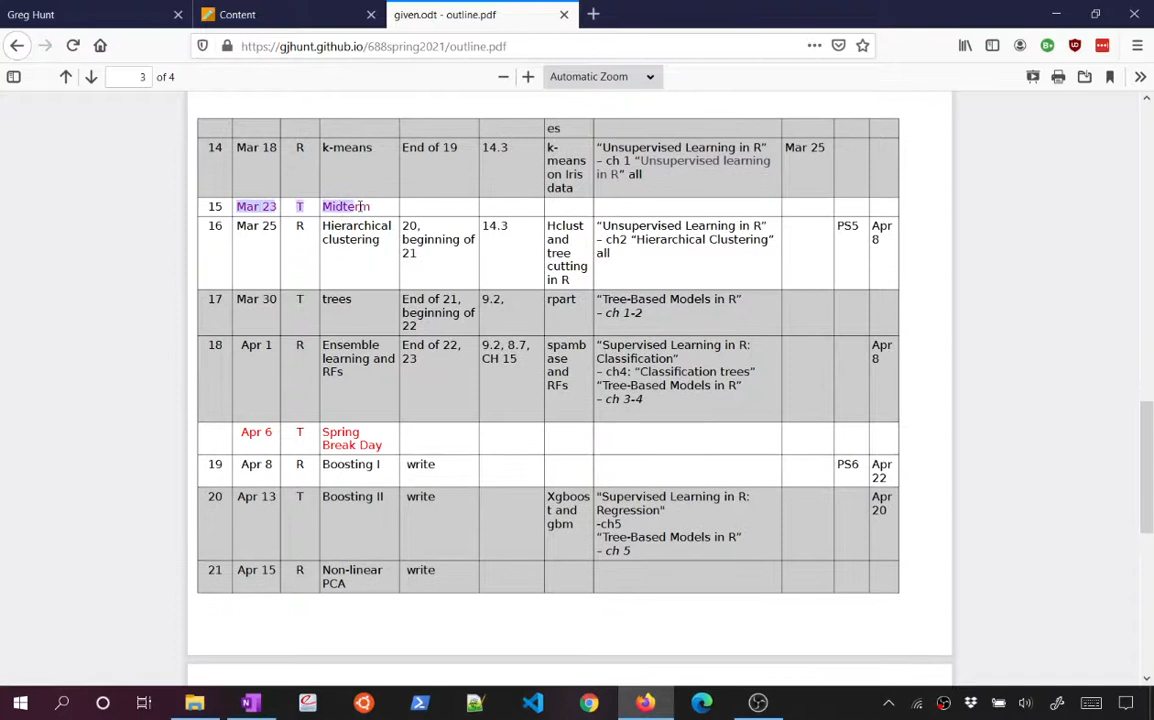 Greg Hunt
Content
given.odt - outline.pdf
https://gjhunt.github.io/688spring2021/outline.pdf
3 of 4
Automatic Zoom
es
14 Mar 18 R k-means End of 19 14.3 k- “Unsupervised Learning in R” Mar 25
means – ch 1 “Unsupervised learning
on Iris in R” all
data
15 Mar 23 T Midterm
16 Mar 25 R Hierarchical 20, 14.3 Hclust “Unsupervised Learning in R” PS5 Apr
clustering beginning of and – ch2 “Hierarchical Clustering” 8
21 tree all
cutting
in R
17 Mar 30 T trees End of 21, 9.2, rpart “Tree-Based Models in R”
beginning of – ch 1-2
22
18 Apr 1 R Ensemble End of 22, 9.2, 8.7, spamb “Supervised Learning in R: Apr
learning and 23 CH 15 ase Classification” 8
RFs and – ch4: “Classification trees”
RFs “Tree-Based Models in R”
– ch 3-4
Apr 6 T Spring
Break Day
19 Apr 8 R Boosting I write PS6 Apr
22
20 Apr 13 T Boosting II write Xgboos "Supervised Learning in R: Apr
t and Regression" 20
gbm -ch5
“Tree-Based Models in R”
– ch 5
21 Apr 15 R Non-linear write
PCA